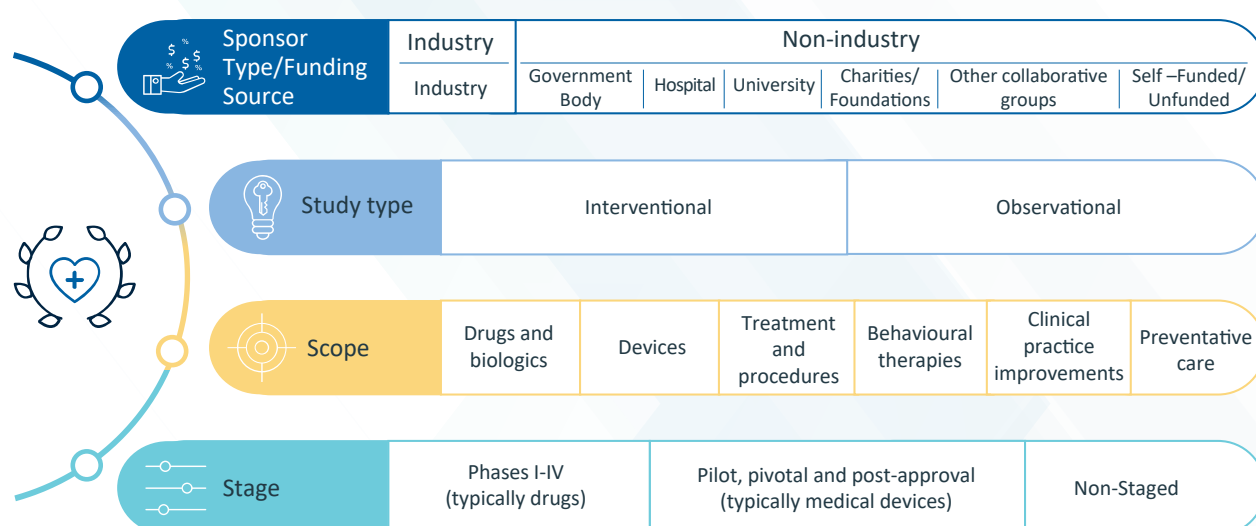 Sponsor
Type/Funding
Source
Industry
Non-industry
Industry
Government
Body
Hospital
University
Charities/
Foundations
Other collaborative
groups
Self –Funded/
Unfunded
$ % $ % $ $
Study type
Interventional
Observational
Scope
Drugs and
biologics
Devices
Treatment
and
procedures
Behavioural
therapies
Clinical
practice
improvements
Preventative
care
Stage
Phases I-IV
(typically drugs)
Pilot, pivotal and post-approval
(typically medical devices)
Non-Staged